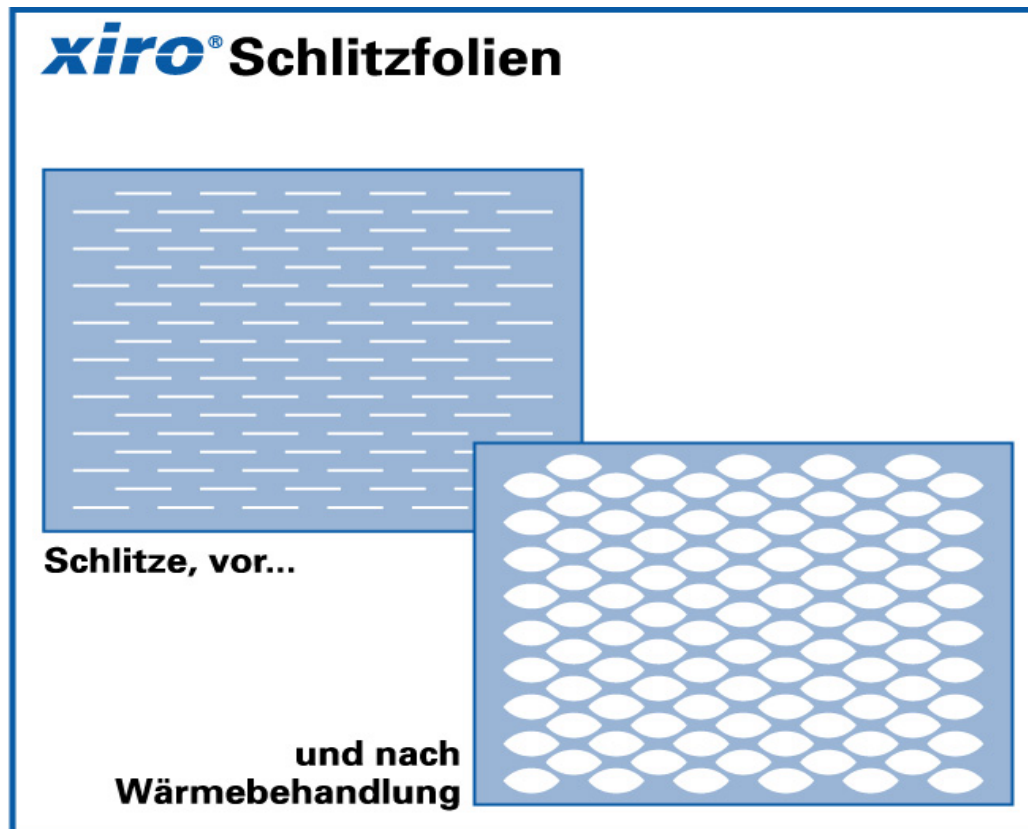 xiro® Schlitzfolien
Schlitze, vor...
und nach
Wärmebehandlung